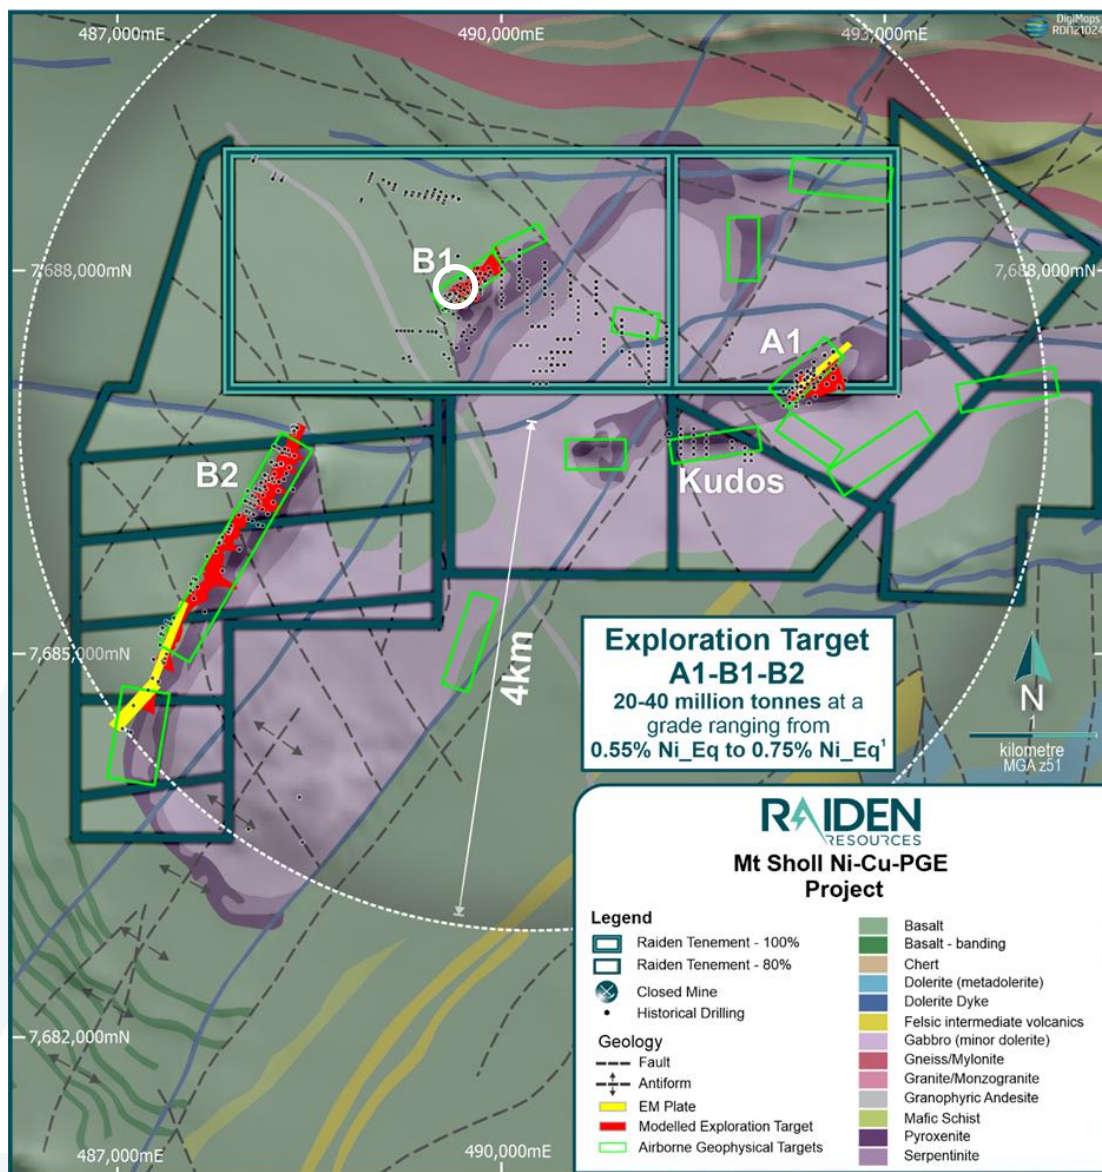 487,000mE
490,000mE
493,000mE
DigiMaps
RDN21024
7,688,000mN
B1
7,688,000mN
A1
B2
Kudos
4km
7,685,000mN
Exploration Target
A1-B1-B2
20-40 million tonnes at a
grade ranging from
0.55% Ni_Eq to 0.75% Ni_Eq¹
N
1
kilometre
MGA z51
RAIDEN
RESOURCES
Mt Sholl Ni-Cu-PGE
Project
Legend
Raiden Tenement - 100%
Raiden Tenement - 80%
Closed Mine
Historical Drilling
Geology
Fault
Antiform
EM Plate
Modelled Exploration Target
Airborne Geophysical Targets
Basalt
Basalt - banding
Chert
Dolerite (metadolerite)
Dolerite Dyke
Felsic intermediate volcanics
Gabbro (minor dolerite)
Gneiss/Mylonite
Granite/Monzogranite
Granophyric Andesite
Mafic Schist
Pyroxenite
Serpentinite
7,682,000mN
487,000mE
490,000mE